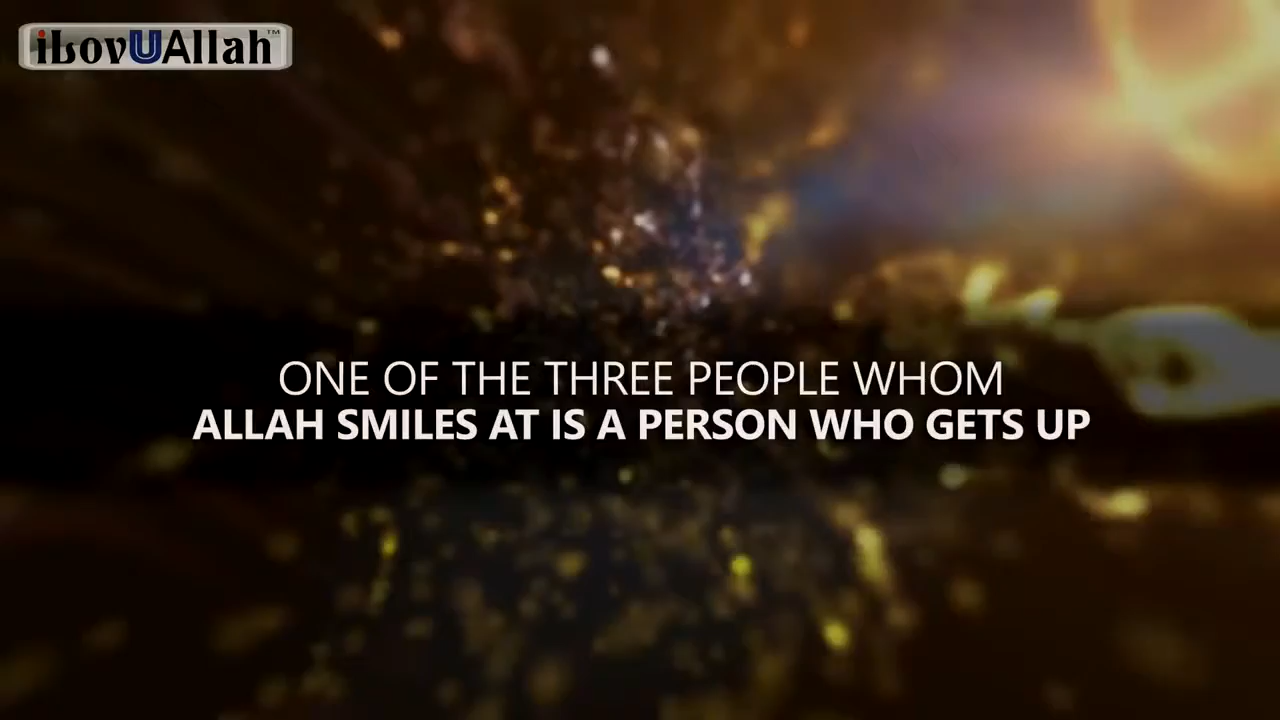 iLovUAllah™
ONE OF THE THREE PEOPLE WHOM
ALLAH SMILES AT IS A PERSON WHO GETS UP